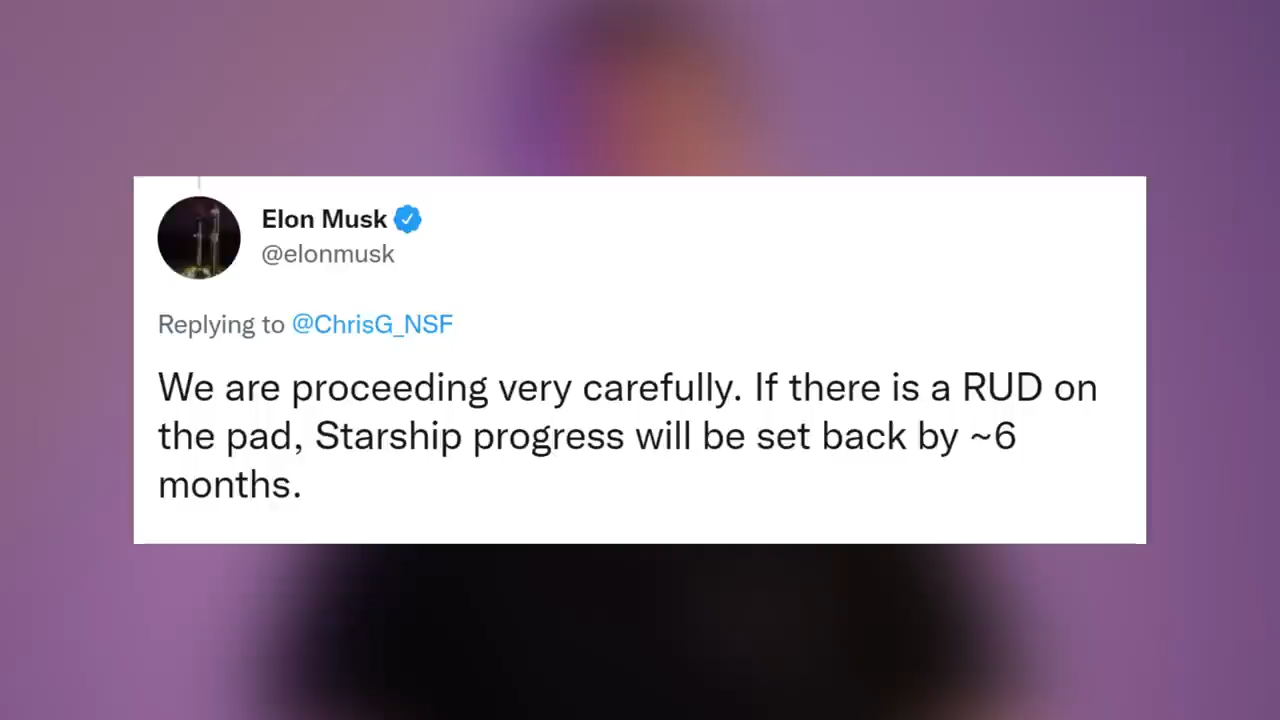 Elon Musk
@elonmusk
Replying to @ChrisG_NSF
We are proceeding very carefully. If there is a RUD on
the pad, Starship progress will be set back by ~6
months.